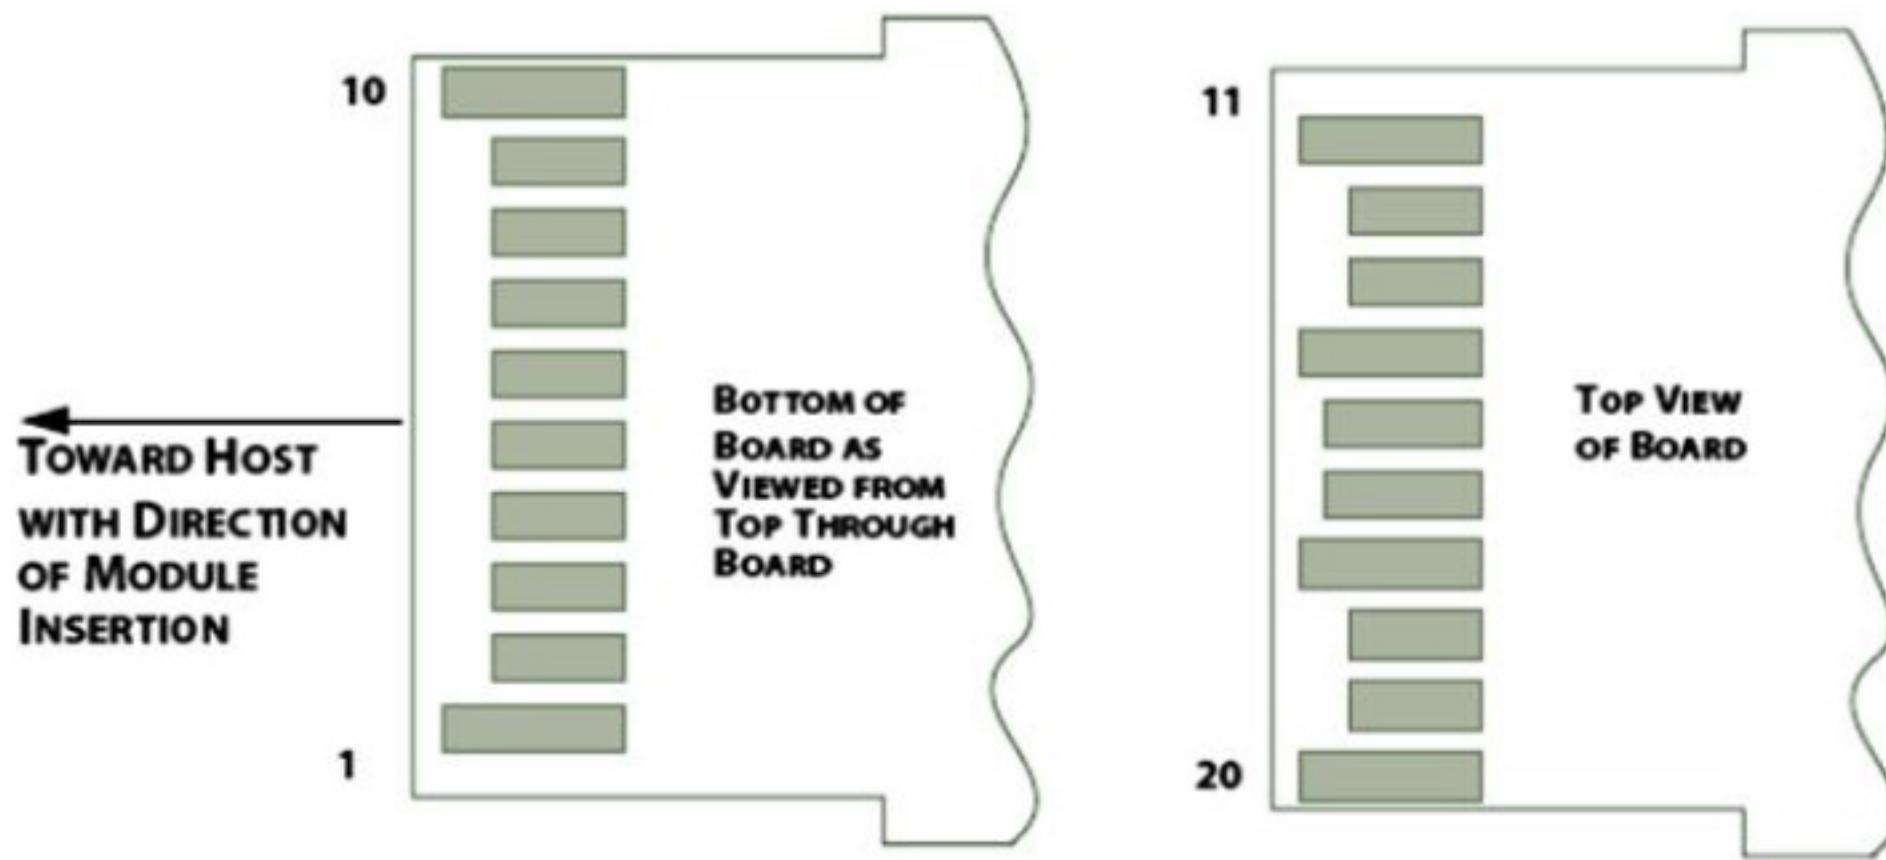 10
BOTTOM OF
BOARD AS
VIEWED FROM
TOP THROUGH
BOARD
TOWARD HOST
WITH DIRECTION
OF MODULE
INSERTION
1
11
TOP VIEW
OF BOARD
20